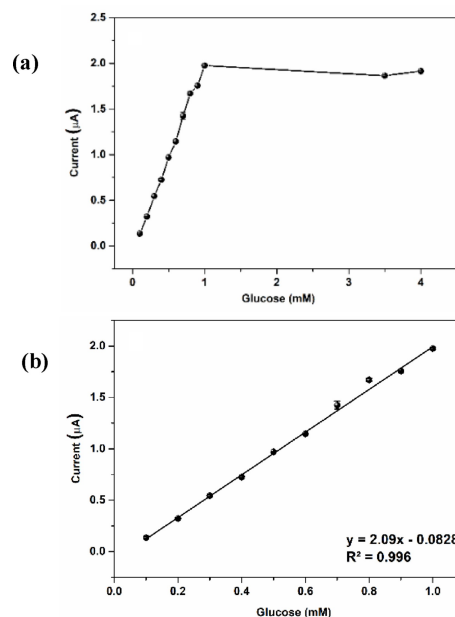 (a)
2.5
2.0
1.5
1.0
0.5
0.0
Current (μA)
0 1 2 3 4
Glucose (mM)
(b)
2.0
1.5
1.0
0.5
0.0
Current (μA)
y = 2.09x - 0.0828
R² = 0.996
0.0 0.2 0.4 0.6 0.8 1.0
Glucose (mM)